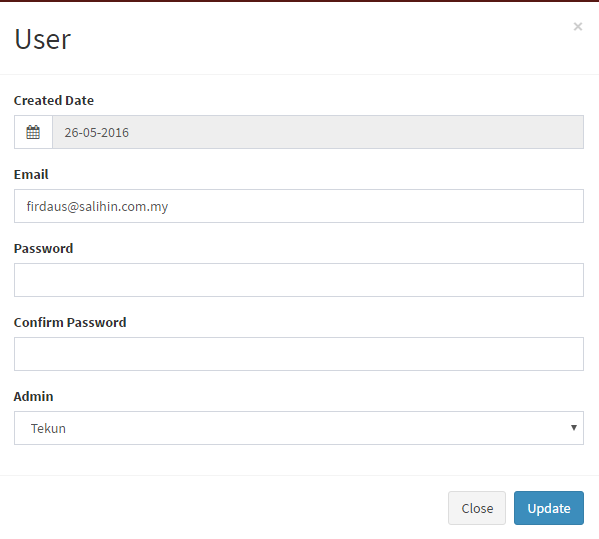 User
×
Created Date
26-05-2016
Email
firdaus@salihin.com.my
Password
Confirm Password
Admin
Tekun
Close Update